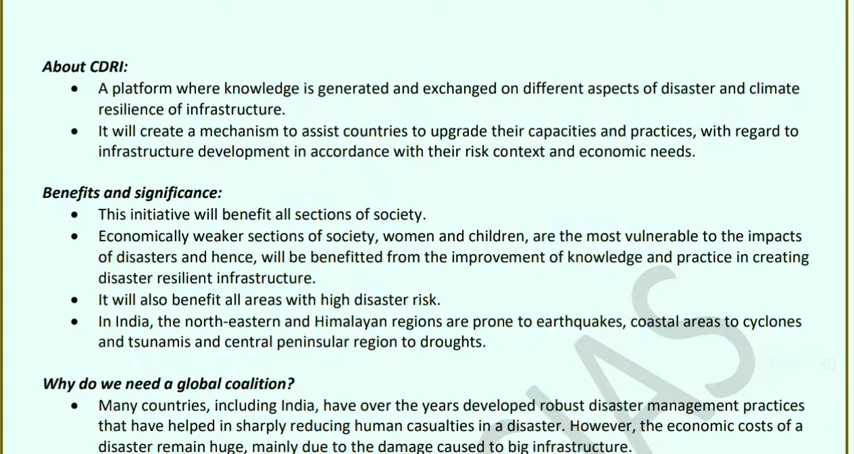 About CDRI:
• A platform where knowledge is generated and exchanged on different aspects of disaster and climate
resilience of infrastructure.
• It will create a mechanism to assist countries to upgrade their capacities and practices, with regard to
infrastructure development in accordance with their risk context and economic needs.
Benefits and significance:
• This initiative will benefit all sections of society.
• Economically weaker sections of society, women and children, are the most vulnerable to the impacts
of disasters and hence, will be benefitted from the improvement of knowledge and practice in creating
disaster resilient infrastructure.
• It will also benefit all areas with high disaster risk.
• In India, the north-eastern and Himalayan regions are prone to earthquakes, coastal areas to cyclones
and tsunamis and central peninsular region to droughts.
Why do we need a global coalition?
• Many countries, including India, have over the years developed robust disaster management practices
that have helped in sharply reducing human casualties in a disaster. However, the economic costs of a
disaster remain huge, mainly due to the damage caused to big infrastructure.